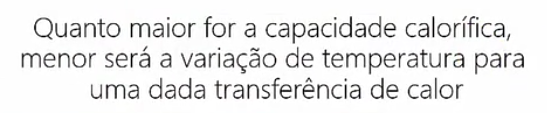 Quanto maior for a capacidade calorífica,
menor será a variação de temperatura para
uma dada transferência de calor